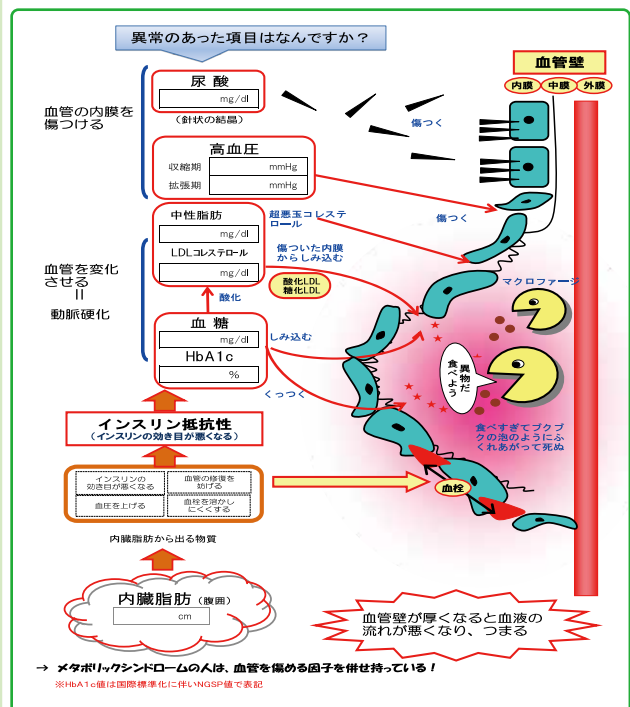 異常のあった項目はなんですか？
血管壁
内膜
中膜
外膜
血管の内膜を
傷つける
尿酸
mg/dl
(針状の結晶)
傷つく
高血圧
収縮期 mmHg
拡張期 mmHg
傷つく
中性脂肪
mg/dl
LDLコレステロール
mg/dl
超悪玉コレステ
ロール
傷ついた内膜
からしみ込む
酸化LDL
糖化LDL
血管を変化
させる
||
動脈硬化
酸化
マクロファージ
血糖
mg/dl
HbA1c
%
しみ込む
くっつく
異物だ
食べよう
食べすぎてブクブ
クの泡のようにふ
くれあがって死ぬ
インスリン抵抗性
(インスリンの効き目が悪くなる)
インスリンの
効き目が悪くなる
血管の修復を
妨げる
血圧を上げる
血栓を溶かし
にくくする
血栓
内臓脂肪から出る物質
内臓脂肪 (腹囲)
cm
血管壁が厚くなると血液の
流れが悪くなり、つまる
→ メタボリックシンドロームの人は、血管を傷める因子を併せ持っている！
※HbA1c値は国際標準化に伴いNGSP値で表記